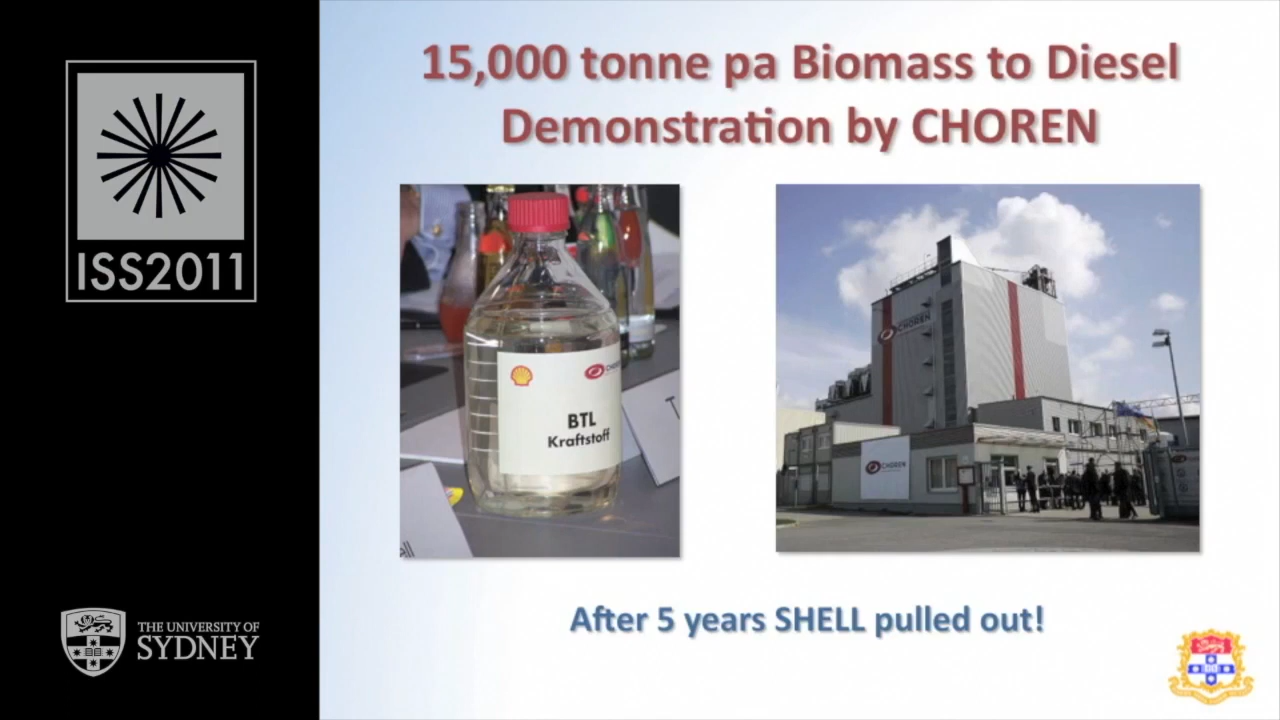 15,000 tonne pa Biomass to Diesel
Demonstration by CHOREN
ISS2011
CHOREN
BTL
Kraftstoff
CHOREN
After 5 years SHELL pulled out!
THE UNIVERSITY OF
SYDNEY